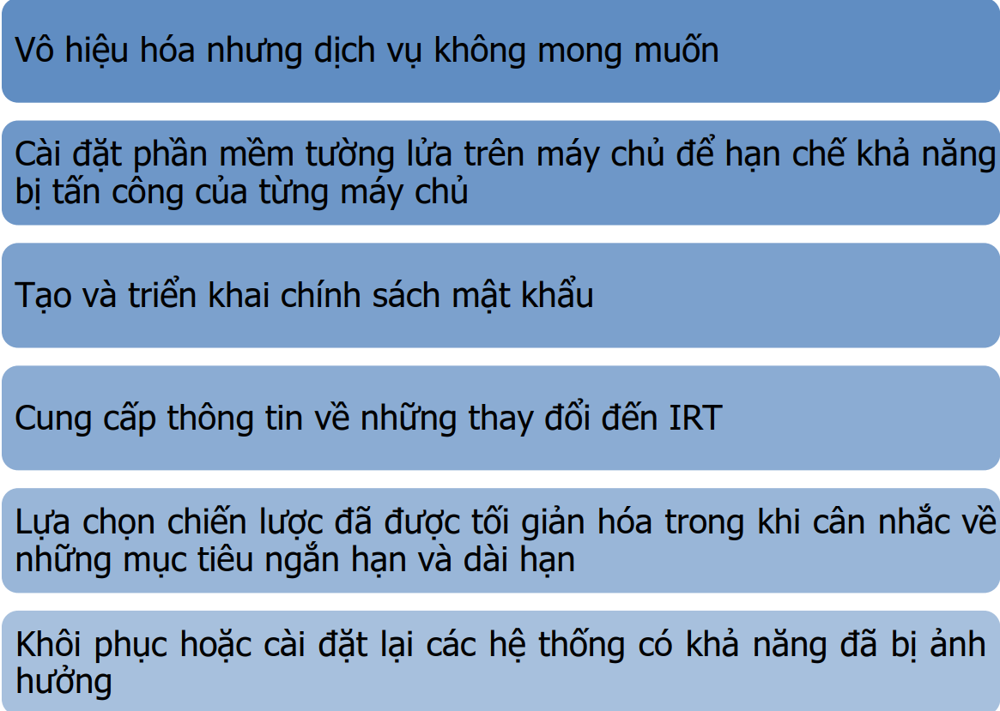 Vô hiệu hóa nhưng dịch vụ không mong muốn
Cài đặt phần mềm tường lửa trên máy chủ để hạn chế khả năng
bị tấn công của từng máy chủ
Tạo và triển khai chính sách mật khẩu
Cung cấp thông tin về những thay đổi đến IRT
Lựa chọn chiến lược đã được tối giản hóa trong khi cân nhắc về
những mục tiêu ngắn hạn và dài hạn
Khôi phục hoặc cài đặt lại các hệ thống có khả năng đã bị ảnh
hưởng